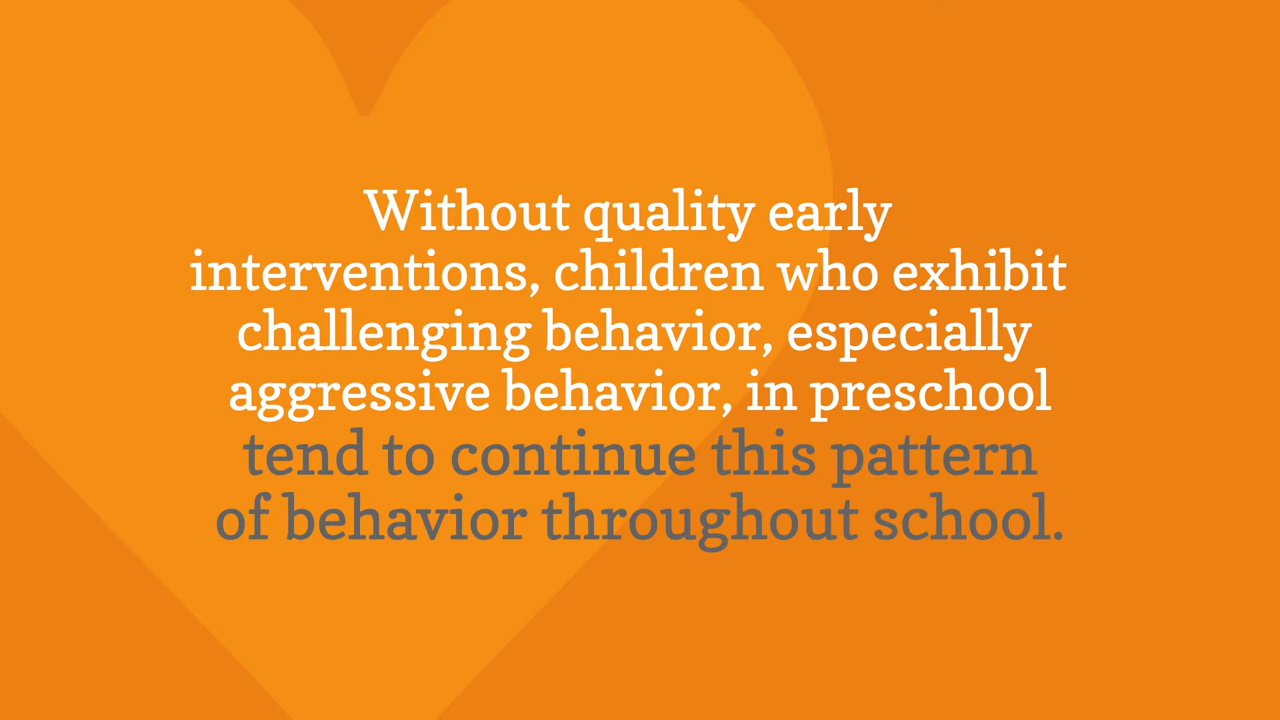 Without quality early
interventions, children who exhibit
challenging behavior, especially
aggressive behavior, in preschool
tend to continue this pattern
of behavior throughout school.